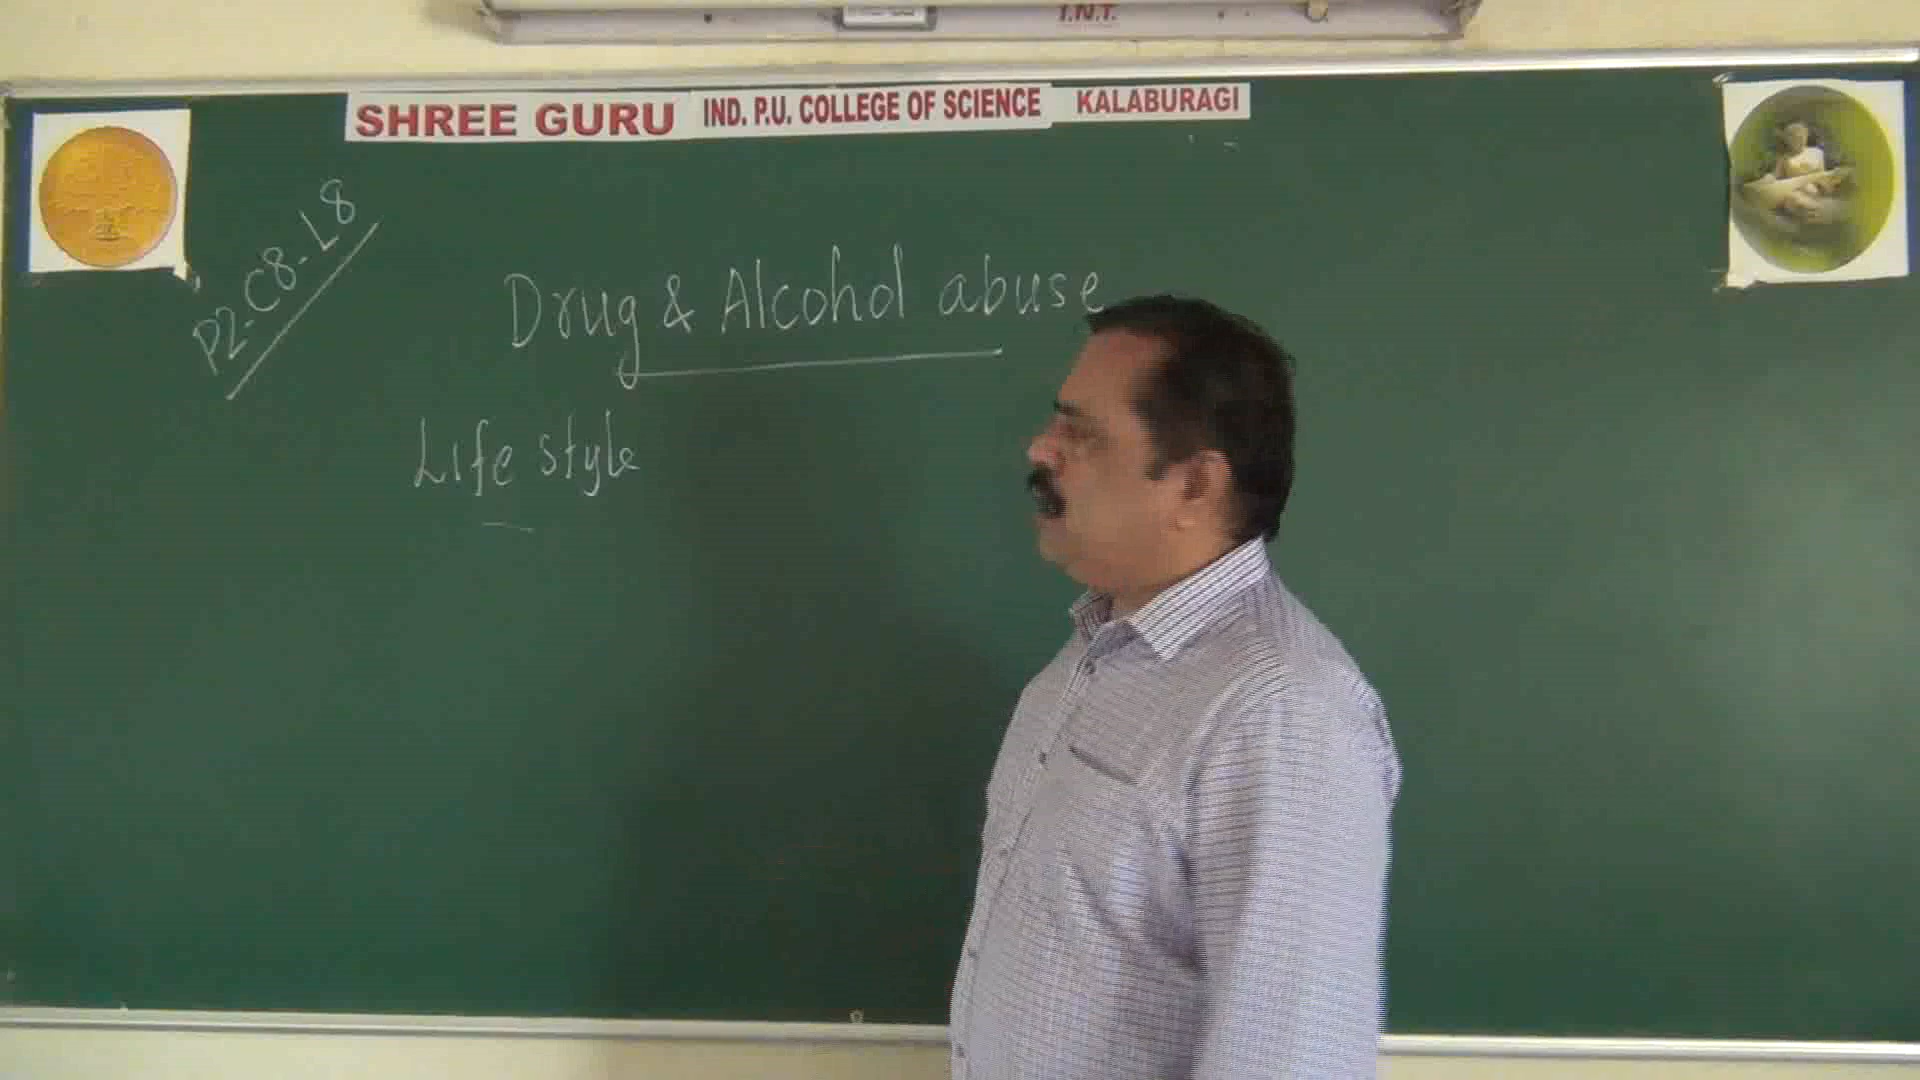 I.N.T.
SHREE GURU IND. P.U. COLLEGE OF SCIENCE KALABURAGI
P2-C8-L8
Drug & Alcohol abuse
Life style